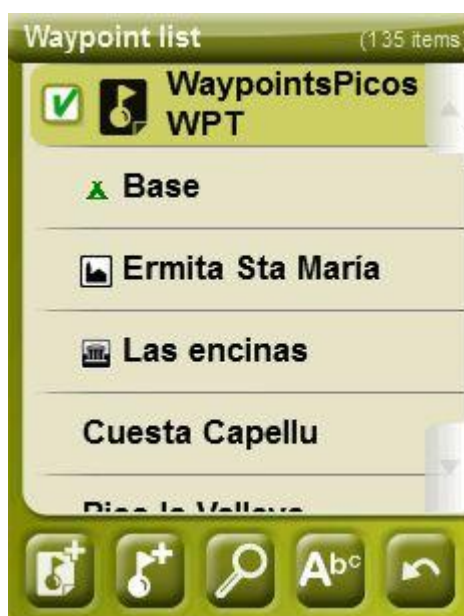 Waypoint list (135 items)
WaypointsPicos
WPT
Base
Ermita Sta María
Las encinas
Cuesta Capellu
Abc